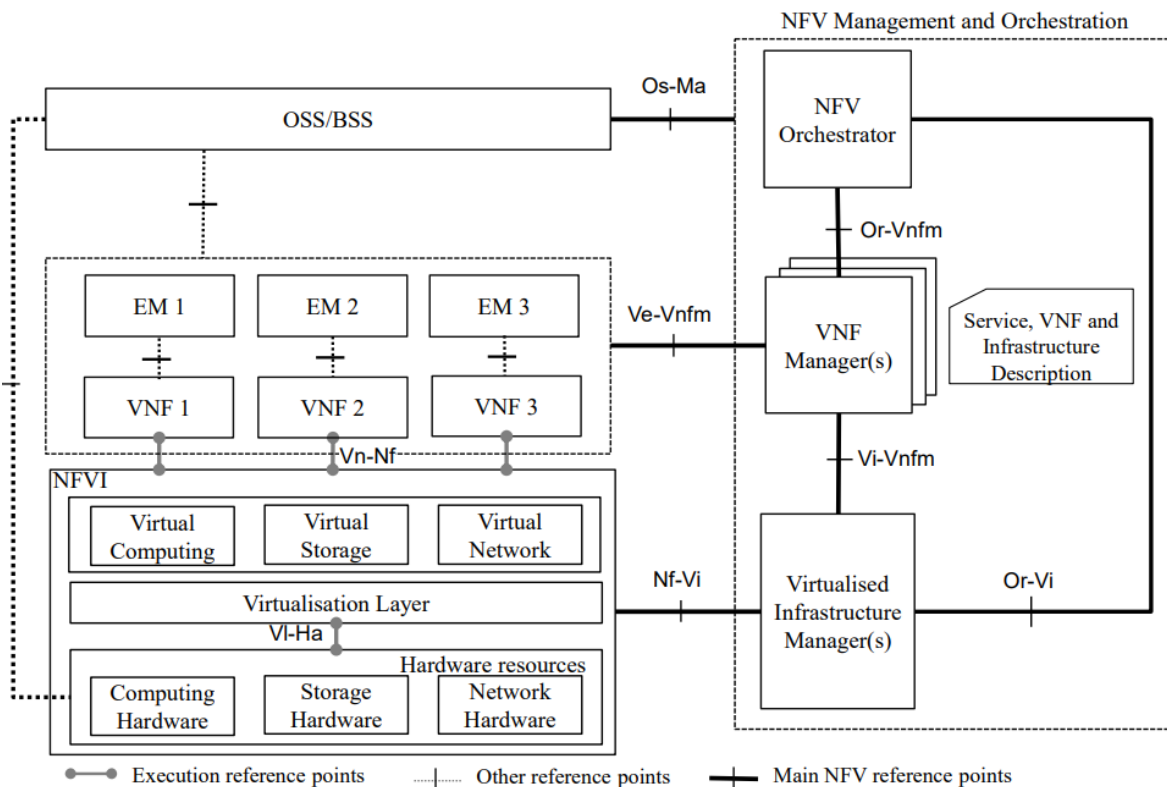 NFV Management and Orchestration
Os-Ma
OSS/BSS
NFV
Orchestrator
Or-Vnfm
EM 1
EM 2
EM 3
Ve-Vnfm
VNF
Manager(s)
Service, VNF and
Infrastructure
Description
VNF 1
VNF 2
VNF 3
Vn-Nf
Vi-Vnfm
NFVI
Virtual
Computing
Virtual
Storage
Virtual
Network
Nf-Vi
Virtualised
Infrastructure
Manager(s)
Or-Vi
Virtualisation Layer
Vl-Ha
Hardware resources
Computing
Hardware
Storage
Hardware
Network
Hardware
Execution reference points
Other reference points
Main NFV reference points